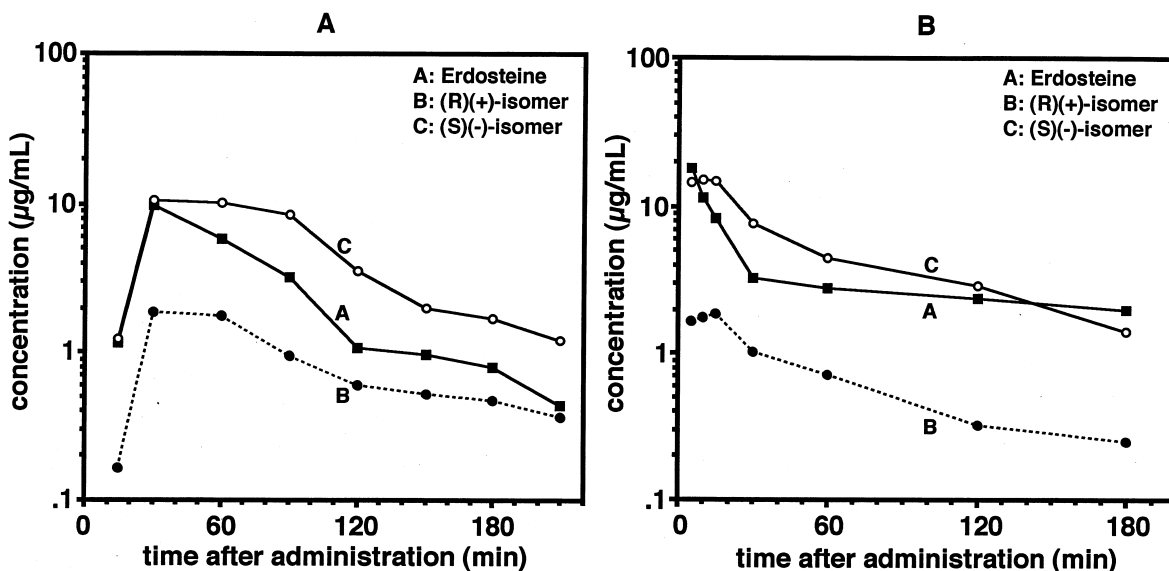 A
100
10
1
.1
concentration (µg/mL)
A: Erdosteine
B: (R)(+)-isomer
C: (S)(-)-isomer
C
A
B
0
60
120
180
time after administration (min)
B
100
10
1
.1
concentration (µg/mL)
A: Erdosteine
B: (R)(+)-isomer
C: (S)(-)-isomer
C
A
B
0
60
120
180
time after administration (min)